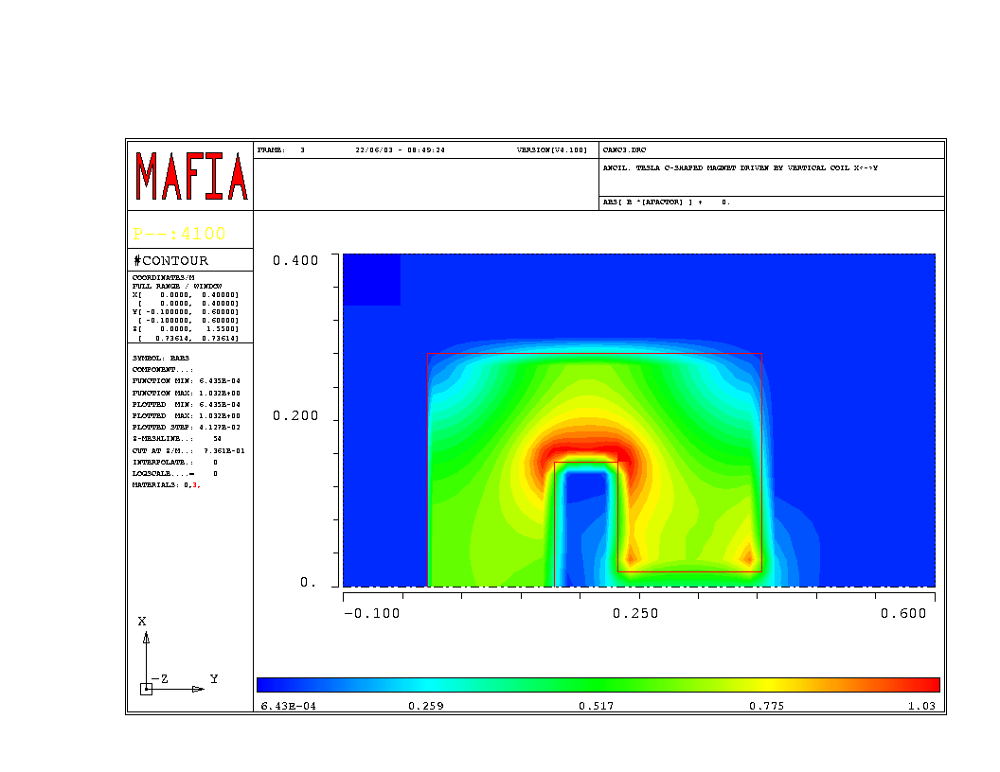 MAFIA
FRAME: 3 22/06/03 - 08:49:24 VERSION[V4.100] CANC3.DRC
ANCIL. TESLA C-SHAPED MAGNET DRIVEN BY VERTICAL COIL X<->Y
ABS[ B *[AFACTOR] ] + 0.
P--:4100
#CONTOUR
COORDINATES/M
FULL RANGE / WINDOW
X[ 0.0000, 0.40000]
[ 0.0000, 0.40000]
Y[ -0.100000, 0.60000]
[ -0.100000, 0.60000]
Z[ 0.0000, 1.5500]
[ 0.73614, 0.73614]
SYMBOL: BABS
COMPONENT...:
FUNCTION MIN: 6.435E-04
FUNCTION MAX: 1.032E+00
PLOTTED MIN: 6.435E-04
PLOTTED MAX: 1.032E+00
PLOTTED STEP: 4.127E-02
Z-MESHLINE..: 54
CUT AT Z/M..: 7.361E-01
INTERPOLATE.: 0
LOGSCALE....= 0
MATERIALS: 0,3,
0.400
0.200
0.
-0.100 0.250 0.600
X
-Z Y
6.43E-04 0.259 0.517 0.775 1.03